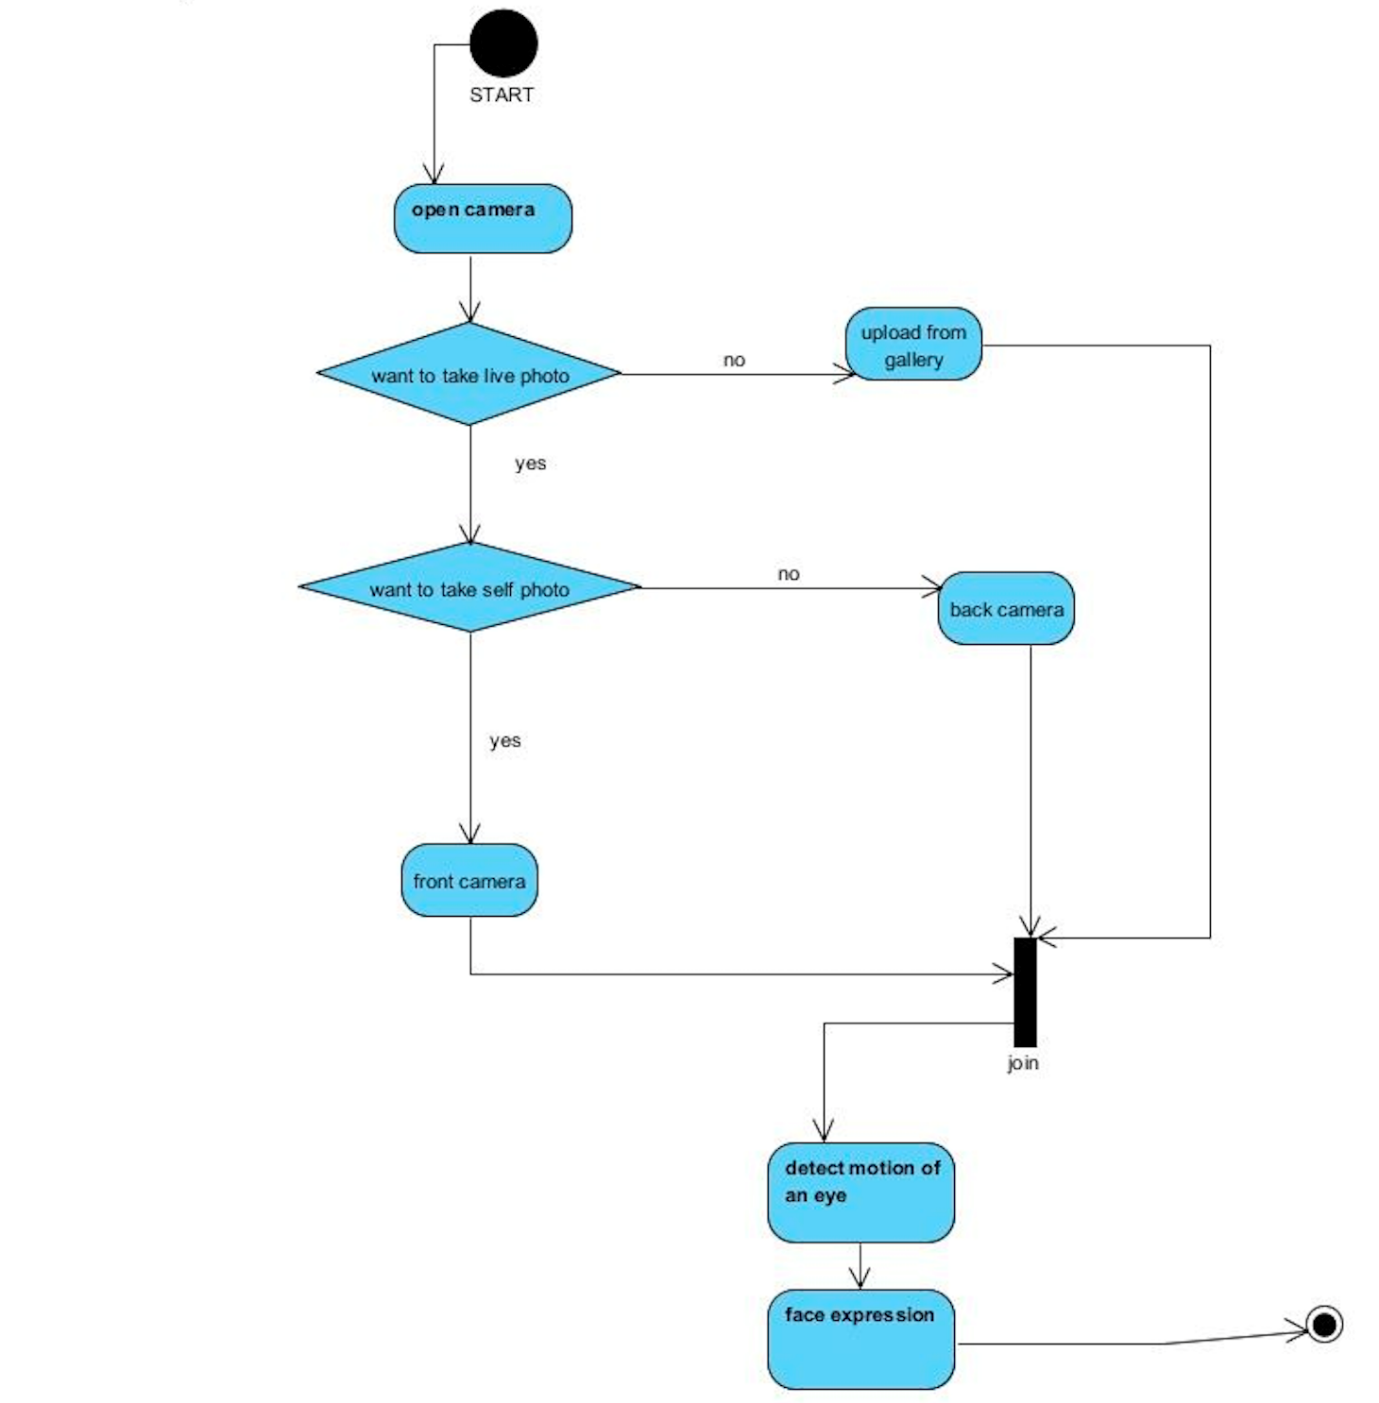 START
open camera
want to take live photo
no
upload from
gallery
yes
want to take self photo
no
back camera
yes
front camera
join
detect motion of
an eye
face expression